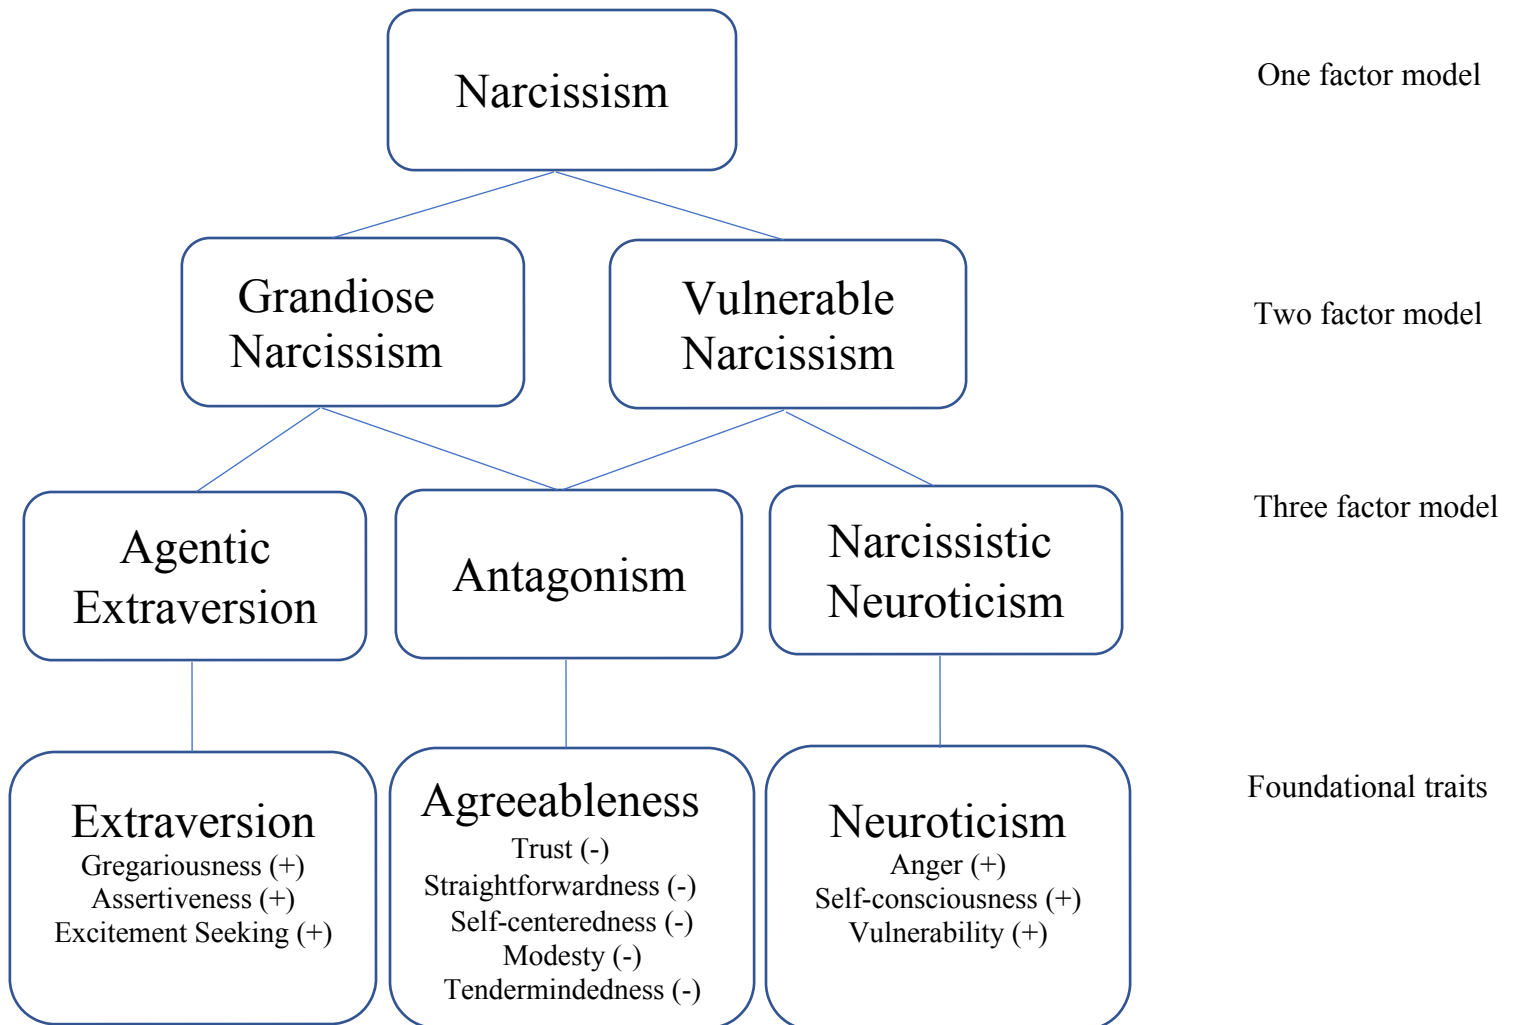 Narcissism
One factor model
Grandiose
Narcissism
Vulnerable
Narcissism
Two factor model
Agentic
Extraversion
Antagonism
Narcissistic
Neuroticism
Three factor model
Extraversion
Gregariousness (+)
Assertiveness (+)
Excitement Seeking (+)
Agreeableness
Trust (-)
Straightforwardness (-)
Self-centeredness (-)
Modesty (-)
Tendermindedness (-)
Neuroticism
Anger (+)
Self-consciousness (+)
Vulnerability (+)
Foundational traits